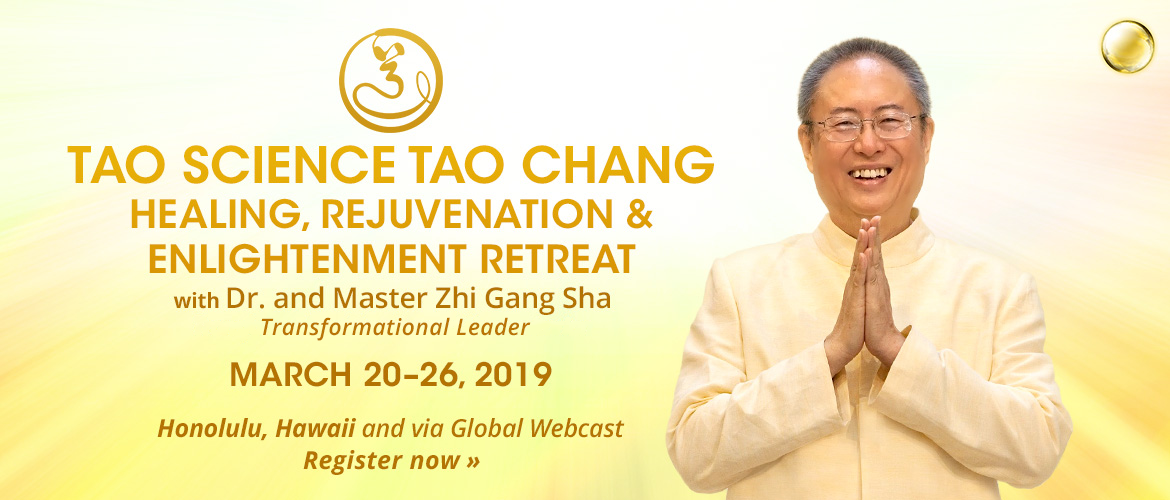 TAO SCIENCE TAO CHANG
HEALING, REJUVENATION &
ENLIGHTENMENT RETREAT
with Dr. and Master Zhi Gang Sha
Transformational Leader
MARCH 20–26, 2019
Honolulu, Hawaii and via Global Webcast
Register now »